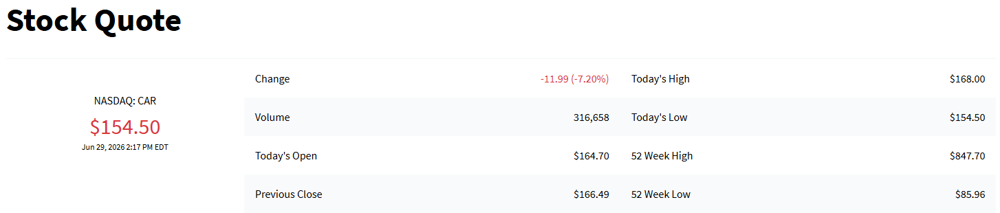 Stock Quote
NASDAQ: CAR
$154.50
Jun 29, 2026 2:17 PM EDT
Change -11.99 (-7.20%) Today's High $168.00
Volume 316,658 Today's Low $154.50
Today's Open $164.70 52 Week High $847.70
Previous Close $166.49 52 Week Low $85.96